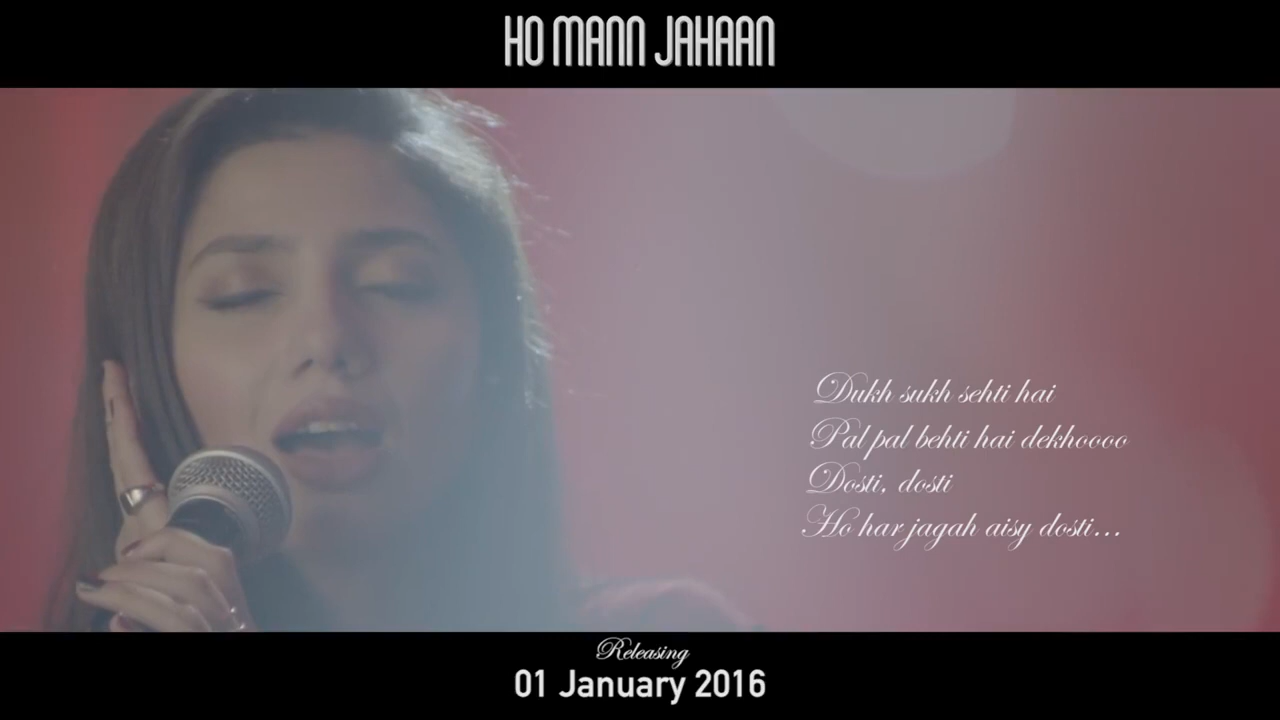 HO MANN JAHAAN
Dukh sukh sehti hai
Pal pal behti hai dekhoooo
Dosti, dosti
Ho har jagah aisy dosti...
Releasing
01 January 2016